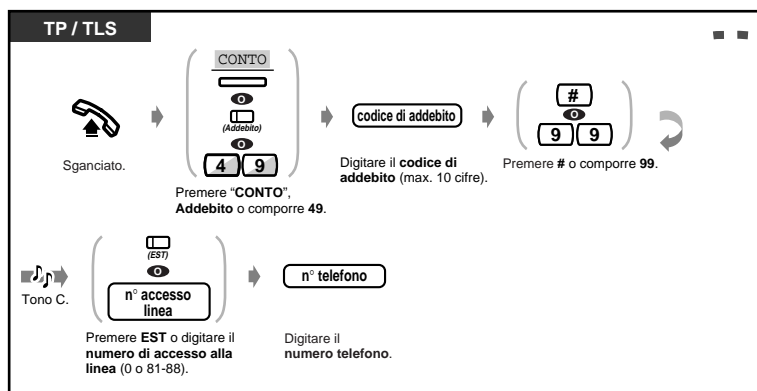 TP / TLS
CONTO
O
(Addebito)
O
4 9
codice di addebito
#
O
9 9
Sganciato.
Premere “CONTO”,
Addebito o comporre 49.
Digitare il codice di
addebito (max. 10 cifre).
Premere # o comporre 99.
Tono C.
(EST)
O
n° accesso
linea
n° telefono
Premere EST o digitare il
numero di accesso alla
linea (0 o 81-88).
Digitare il
numero telefono.